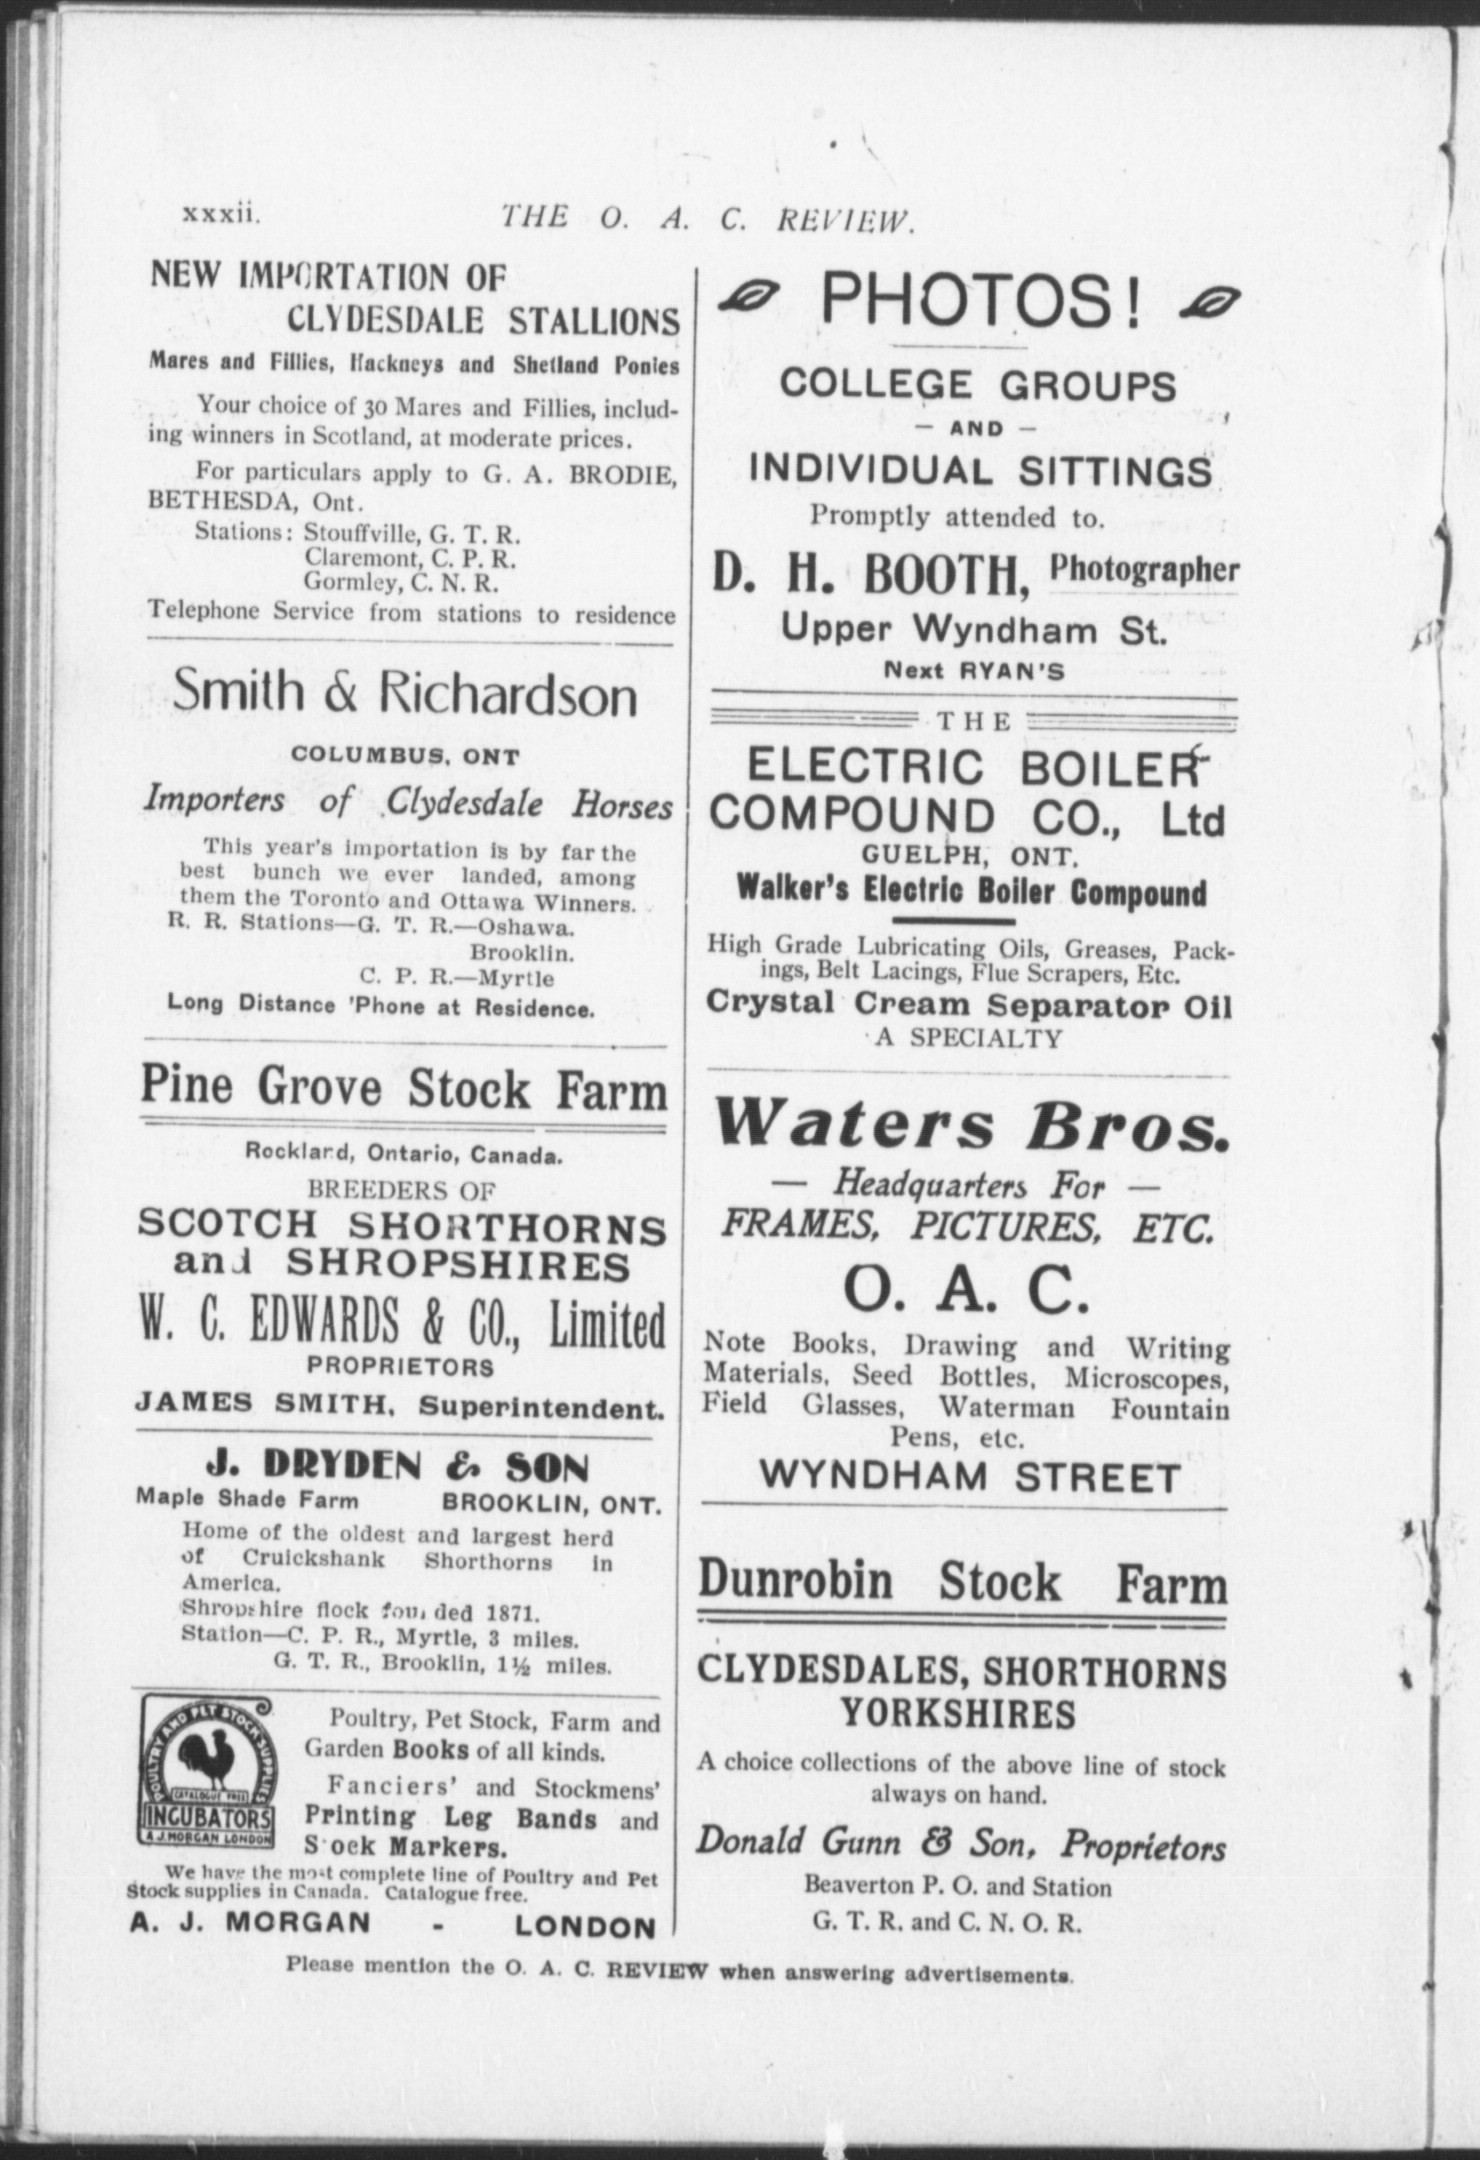 xxxii. THE O. A. C. REVIEW.
NEW IMPORTATION OF
CLYDESDALE STALLIONS
Mares and Fillies, Hackneys and Shetland Ponies
Your choice of 30 Mares and Fillies, includ-
ing winners in Scotland, at moderate prices.
For particulars apply to G. A. BRODIE,
BETHESDA, Ont.
Stations: Stouffville, G. T. R.
Claremont, C. P. R.
Gormley, C. N. R.
Telephone Service from stations to residence
Smith & Richardson
COLUMBUS, ONT
Importers of Clydesdale Horses
This year's importation is by far the
best bunch we ever landed, among
them the Toronto and Ottawa Winners.
R. R. Stations—G. T. R.—Oshawa.
Brooklin.
C. P. R.—Myrtle
Long Distance 'Phone at Residence.
Pine Grove Stock Farm
Rockland, Ontario, Canada.
BREEDERS OF
SCOTCH SHORTHORNS
and SHROPSHIRES
W. C. EDWARDS & CO., Limited
PROPRIETORS
JAMES SMITH, Superintendent.
J. DRYDEN & SON
Maple Shade Farm BROOKLIN, ONT.
Home of the oldest and largest herd
of Cruickshank Shorthorns in
America.
Shropshire flock founded 1871.
Station—C. P. R., Myrtle, 3 miles.
G. T. R., Brooklin, 1½ miles.
POULTRY AND PET STOCK SUPPLIES
CATALOGUE FREE
INCUBATORS
A.J. MORGAN LONDON
Poultry, Pet Stock, Farm and
Garden Books of all kinds.
Fanciers' and Stockmens'
Printing Leg Bands and
Stock Markers.
We have the most complete line of Poultry and Pet
Stock supplies in Canada. Catalogue free.
A. J. MORGAN - LONDON
PHOTOS!
COLLEGE GROUPS
— AND —
INDIVIDUAL SITTINGS
Promptly attended to.
D. H. BOOTH, Photographer
Upper Wyndham St.
Next RYAN'S
THE
ELECTRIC BOILER
COMPOUND CO., Ltd
GUELPH, ONT.
Walker's Electric Boiler Compound
High Grade Lubricating Oils, Greases, Pack-
ings, Belt Lacings, Flue Scrapers, Etc.
Crystal Cream Separator Oil
A SPECIALTY
Waters Bros.
— Headquarters For —
FRAMES, PICTURES, ETC.
O. A. C.
Note Books, Drawing and Writing
Materials, Seed Bottles, Microscopes,
Field Glasses, Waterman Fountain
Pens, etc.
WYNDHAM STREET
Dunrobin Stock Farm
CLYDESDALES, SHORTHORNS
YORKSHIRES
A choice collections of the above line of stock
always on hand.
Donald Gunn & Son, Proprietors
Beaverton P. O. and Station
G. T. R. and C. N. O. R.
Please mention the O. A. C. REVIEW when answering advertisements.